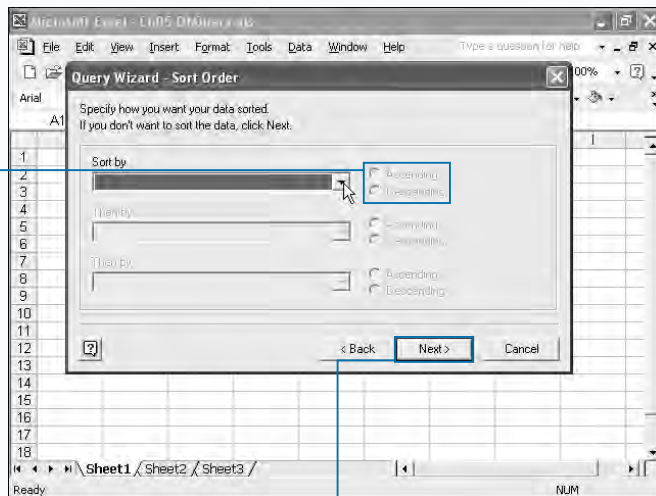 Microsoft Excel - Ch05 DMQuery.xls
File Edit View Insert Format Tools Data Window Help Type a question for help
100%
Arial
A1
Query Wizard - Sort Order
Specify how you want your data sorted.
If you don't want to sort the data, click Next.
I
Sort by
Ascending
Descending
Then by
Ascending
Descending
Then by
Ascending
Descending
1
2
3
4
5
6
7
8
9
10
11
12
13
14
15
16
17
18
< Back Next > Cancel
Sheet1 Sheet2 Sheet3
Ready NUM